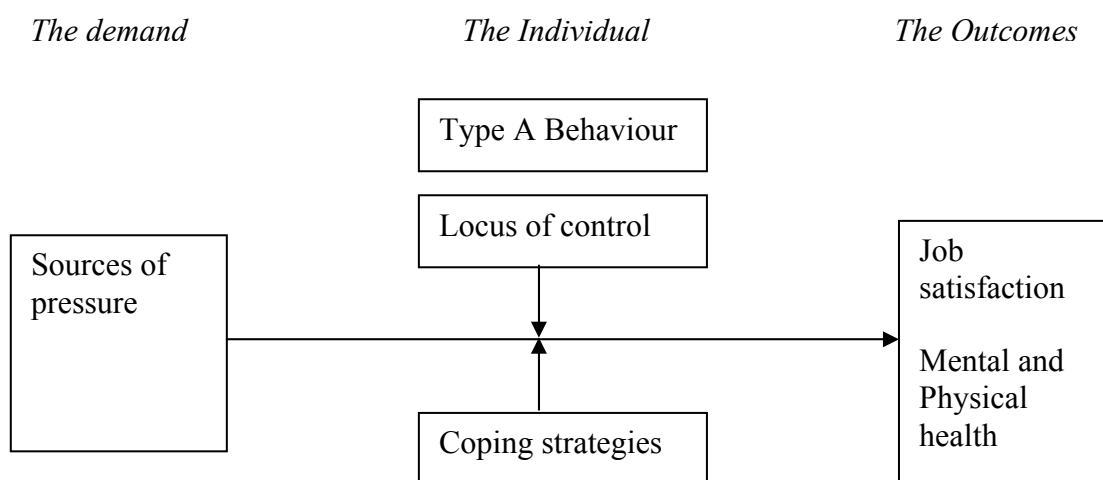 The demand The Individual The Outcomes
Type A Behaviour
Locus of control
Sources of
pressure
Job
satisfaction
Mental and
Physical
health
Coping strategies